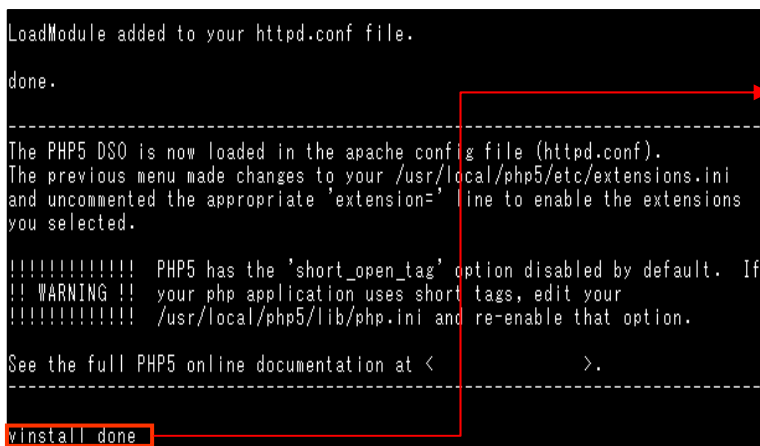 LoadModule added to your httpd.conf file.
done.
--------------------------------------------------------------------------------
The PHP5 DSO is now loaded in the apache config file (httpd.conf).
The previous menu made changes to your /usr/local/php5/etc/extensions.ini
and uncommented the appropriate 'extension=' line to enable the extensions
you selected.
!!!!!!!!!!!!! PHP5 has the 'short_open_tag' option disabled by default. If
!! WARNING !! your php application uses short tags, edit your
!!!!!!!!!!!!! /usr/local/php5/lib/php.ini and re-enable that option.
See the full PHP5 online documentation at < >.
--------------------------------------------------------------------------------
vinstall done